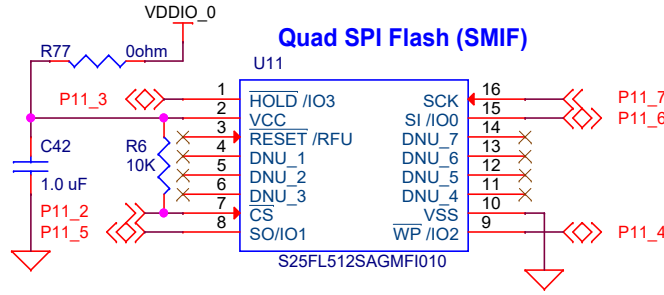 VDDIO_0
Quad SPI Flash (SMIF)
R77 0ohm
U11
P11_3 1 HOLD /IO3 SCK 16 P11_7
2 VCC SI /IO0 15 P11_6
3 RESET /RFU DNU_7 14
4 DNU_1 DNU_6 13
5 DNU_2 DNU_5 12
6 DNU_3 DNU_4 11
C42 1.0 uF
R6 10K
P11_2 7 CS VSS 10
P11_5 8 SO/IO1 WP /IO2 9 P11_4
S25FL512SAGMFI010